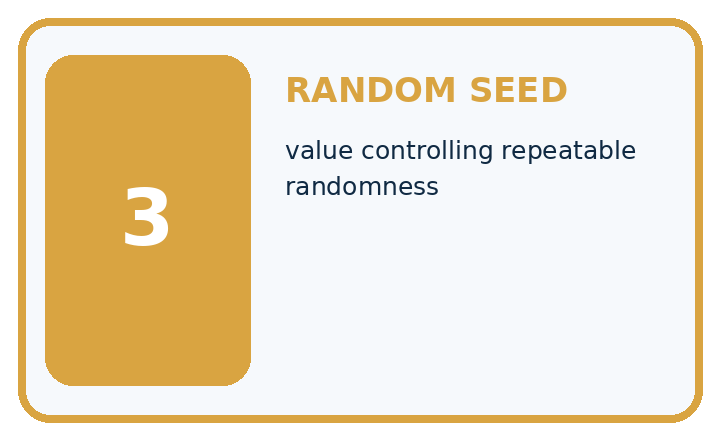 3
RANDOM SEED
value controlling repeatable
randomness